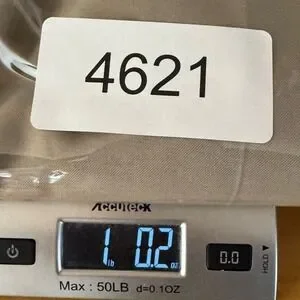 4621
Accuteck
1 lb 0.2 oz
0.0
HOLD
Max : 50LB d=0.1OZ